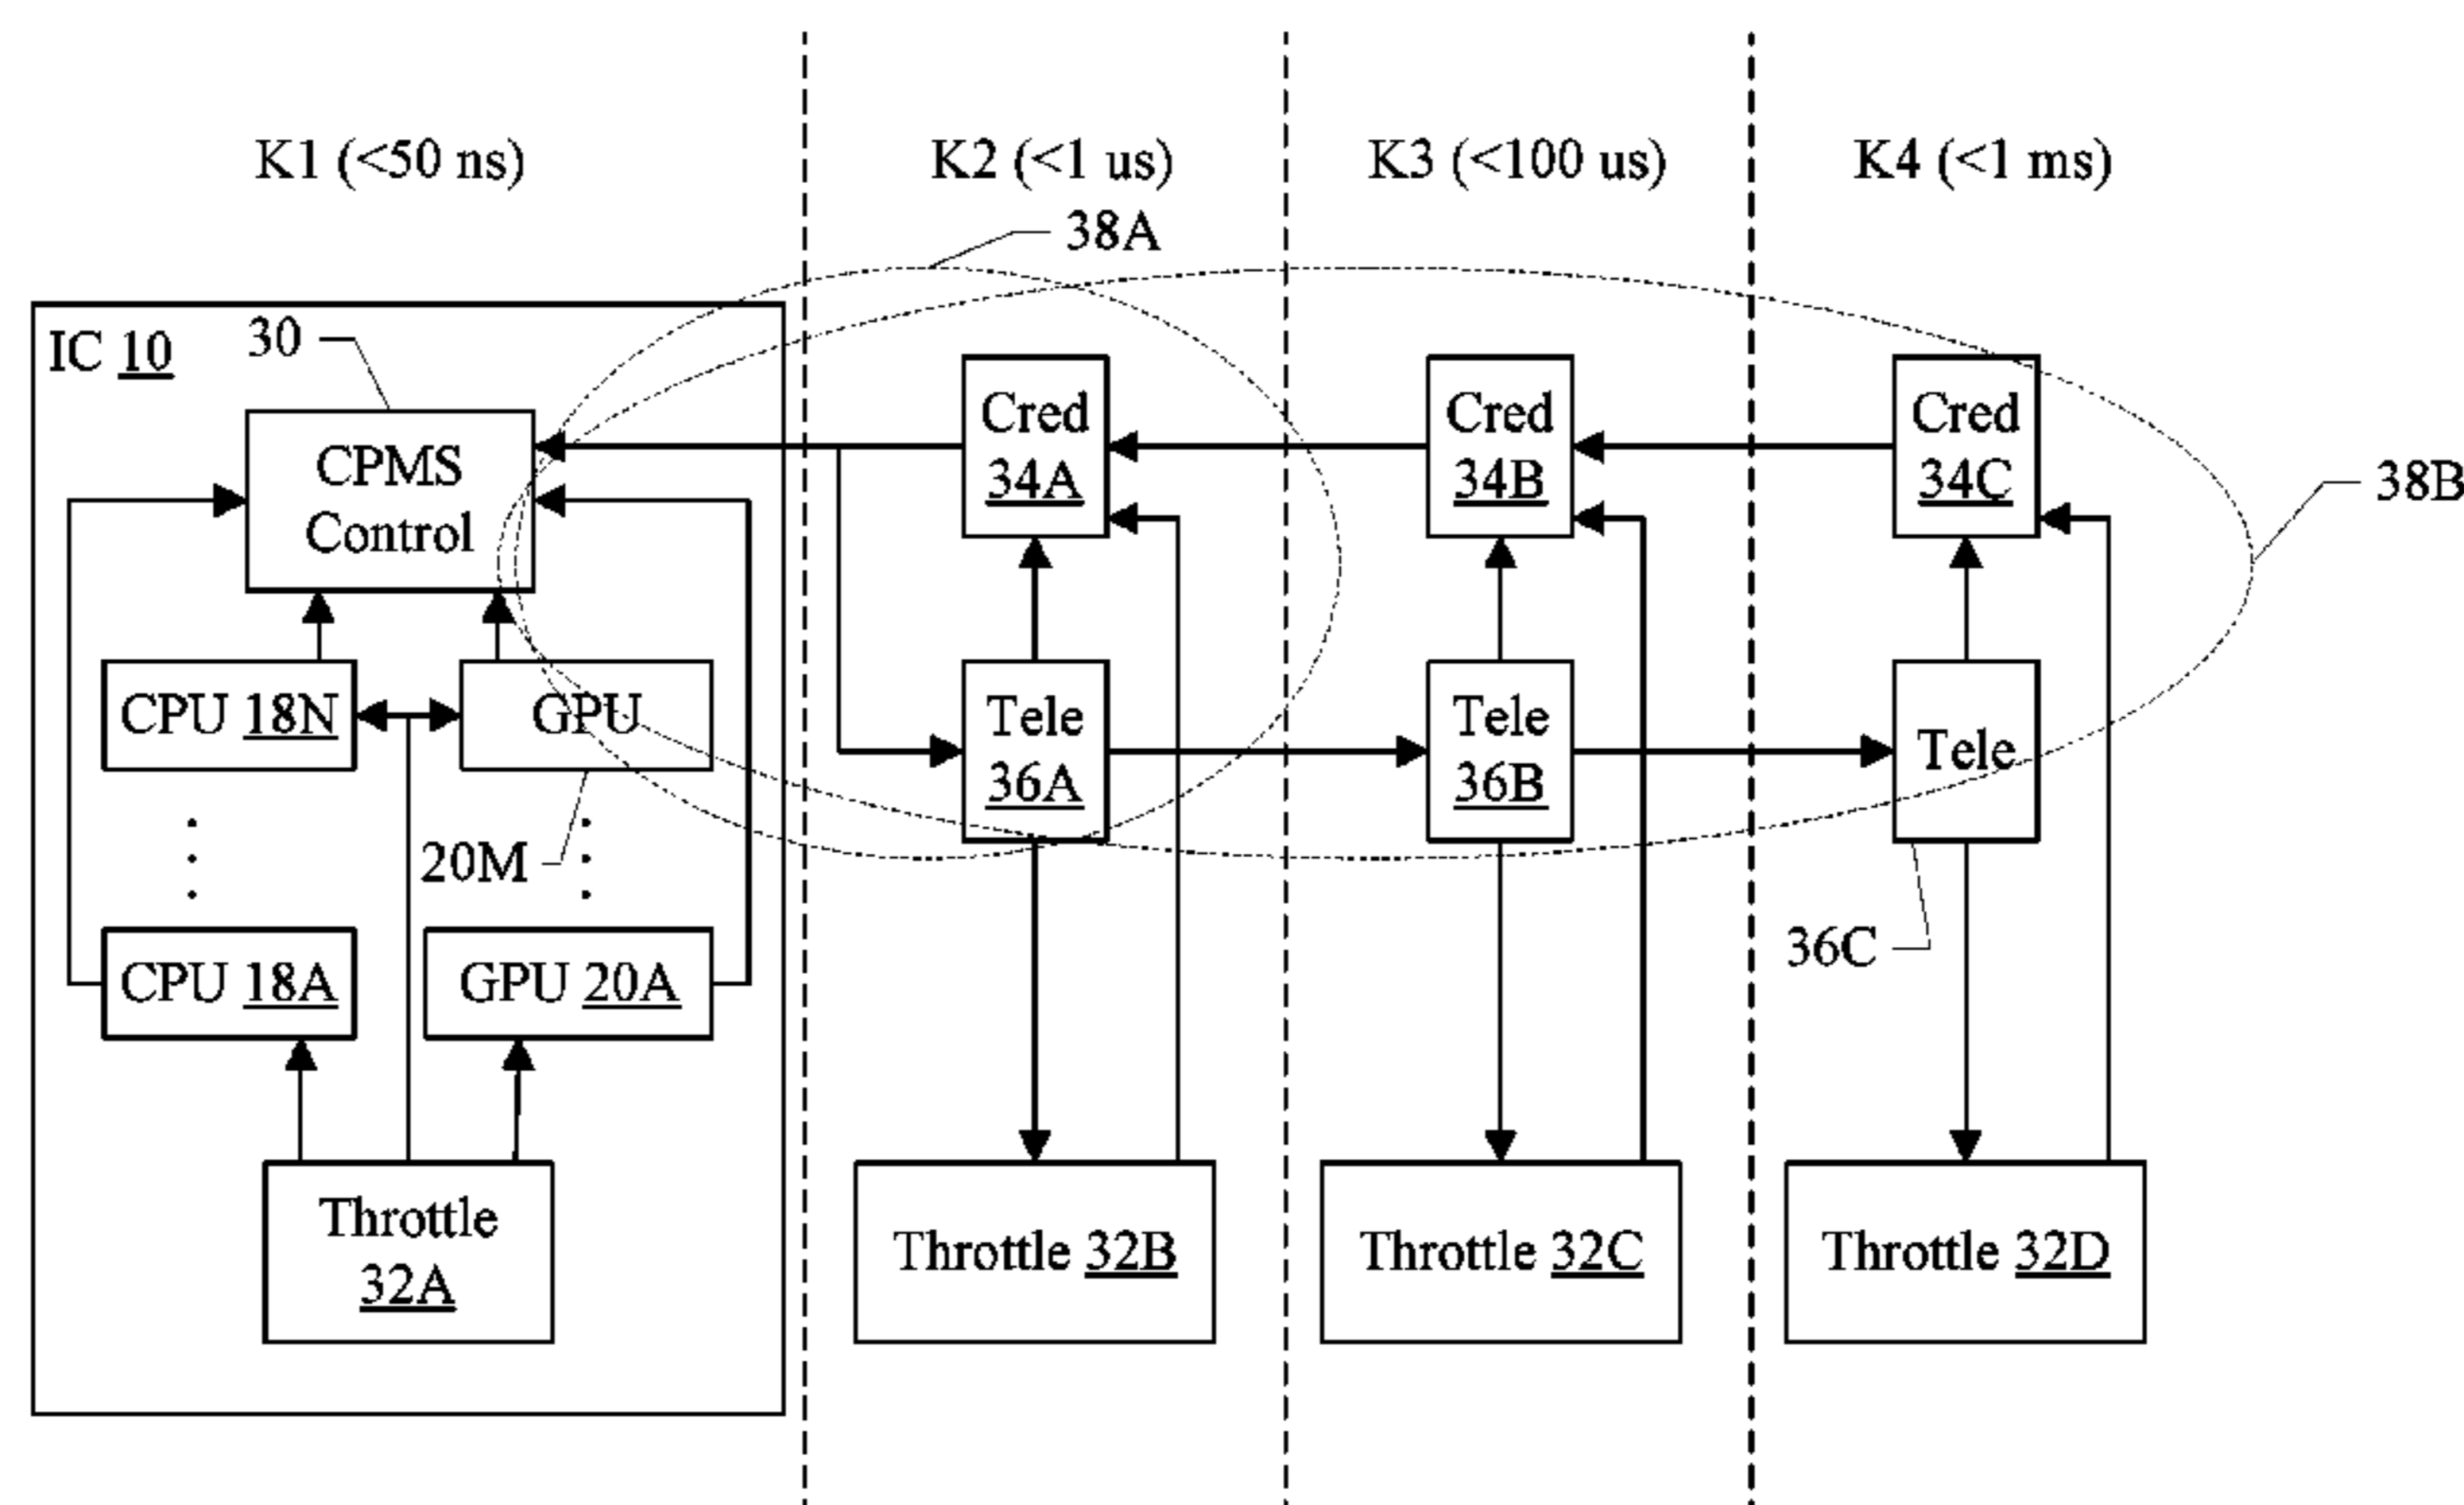 K1 (<50 ns)
K2 (<1 us)
K3 (<100 us)
K4 (<1 ms)
38A
38B
IC 10
30
CPMS
Control
CPU 18N
GPU
20M
CPU 18A
GPU 20A
Throttle
32A
Cred
34A
Tele
36A
Throttle 32B
Cred
34B
Tele
36B
Throttle 32C
Cred
34C
Tele
36C
Throttle 32D